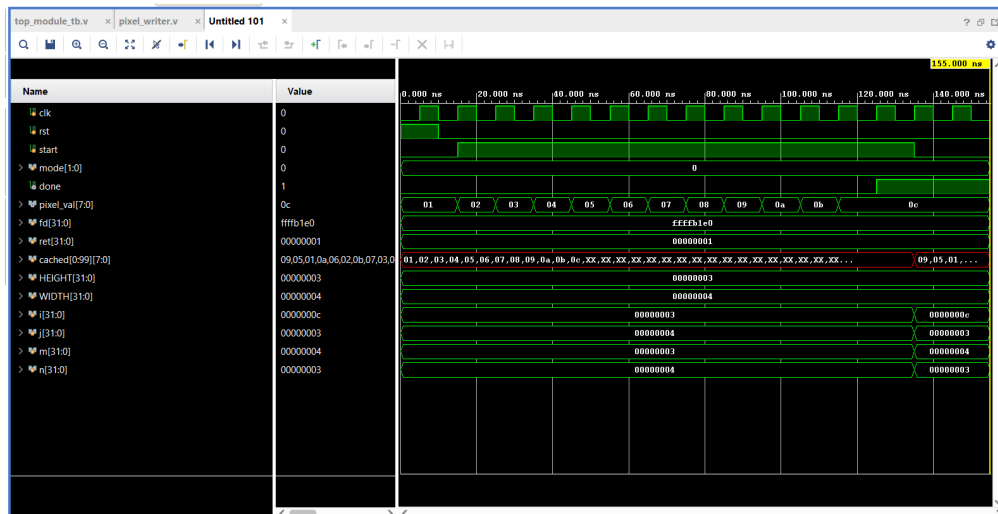 top_module_tb.v × pixel_writer.v × Untitled 101 ×
155.000 ns
Name Value
0.000 ns 20.000 ns 40.000 ns 60.000 ns 80.000 ns 100.000 ns 120.000 ns 140.000 ns
clk 0
rst 0
start 0
mode[1:0] 0 0
done 1
pixel_val[7:0] 0c 01 02 03 04 05 06 07 08 09 0a 0b 0c
fd[31:0] ffffb1e0 ffffb1e0
ret[31:0] 00000001 00000001
cached[0:99][7:0] 09,05,01,0a,06,02,0b,07,03,0 01,02,03,04,05,06,07,08,09,0a,0b,0c,XX,XX,XX,XX,XX,XX,XX,XX,XX,XX,XX,XX,XX,XX,XX,XX... 09,05,01,...
HEIGHT[31:0] 00000003 00000003
WIDTH[31:0] 00000004 00000004
i[31:0] 0000000c 00000003 0000000c
j[31:0] 00000003 00000004 00000003
m[31:0] 00000004 00000003 00000004
n[31:0] 00000003 00000004 00000003